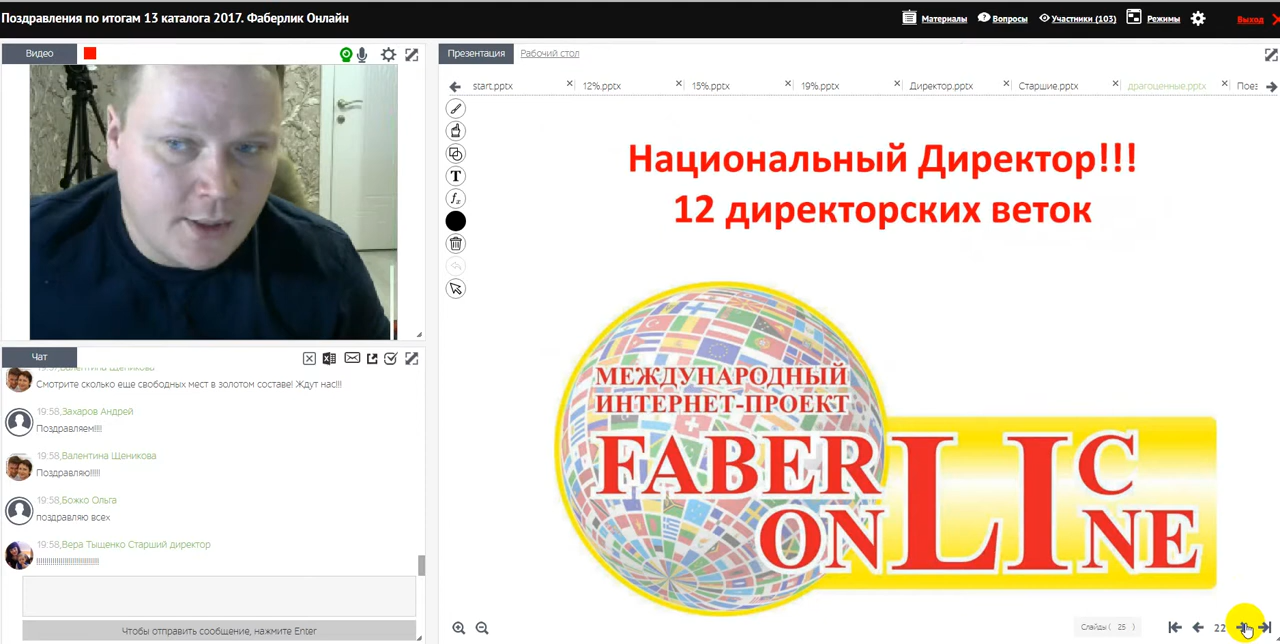 Поздравления по итогам 13 каталога 2017. Фаберлик Онлайн
Материалы
Вопросы
Участники (103)
Режимы
Выход
Видео
Презентация
Рабочий стол
start.pptx
12%.pptx
15%.pptx
19%.pptx
Директор.pptx
Старшие.pptx
драгоценные.pptx
Национальный Директор!!!
12 директорских веток
МЕЖДУНАРОДНЫЙ
ИНТЕРНЕТ-ПРОЕКТ
FABERLIC
ONLINE
Чат
Смотрите сколько еще свободных мест в золотом составе! Ждут нас!!!
19:58, Захаров Андрей
Поздравляем!!!!
19:58, Валентина Щеникова
Поздравляю!!!!!
19:58, Божко Ольга
поздравляю всех
19:58, Вера Тыщенко Старший директор
Чтобы отправить сообщение, нажмите Enter
Слайды ( 25 )
22